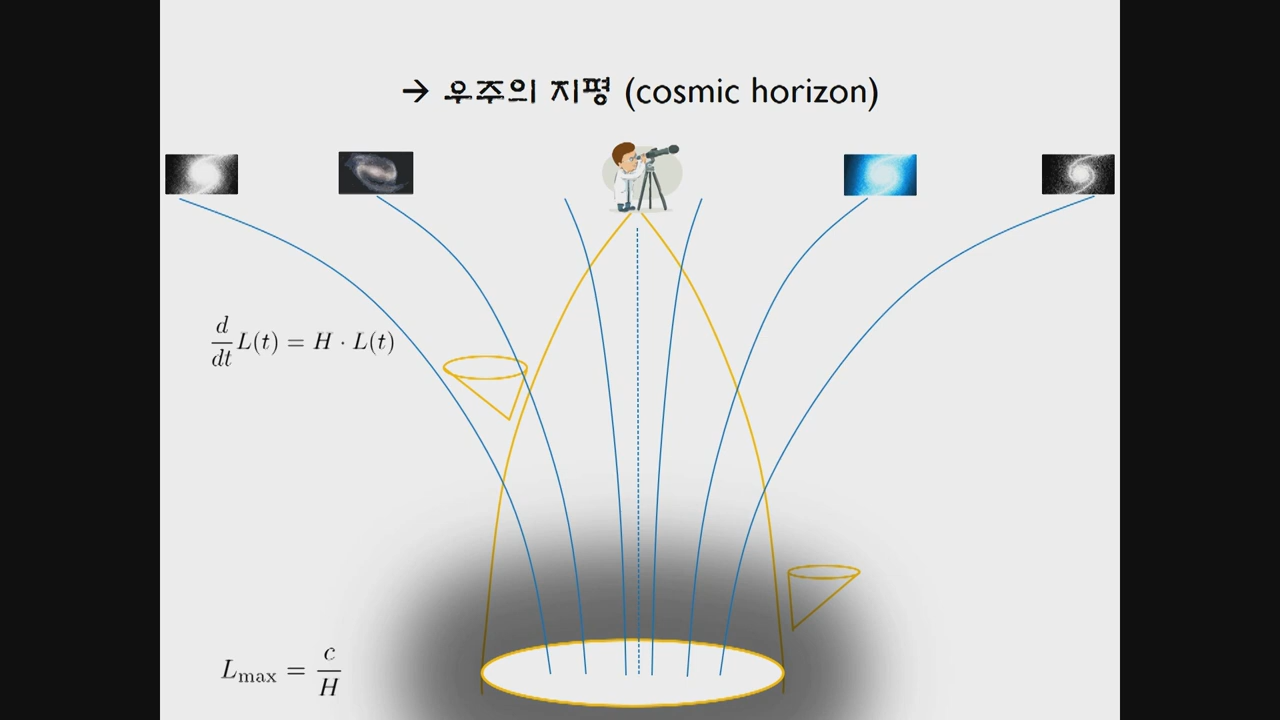 → 우주의 지평 (cosmic horizon)
d/dt L(t) = H · L(t)
L_max = c/H